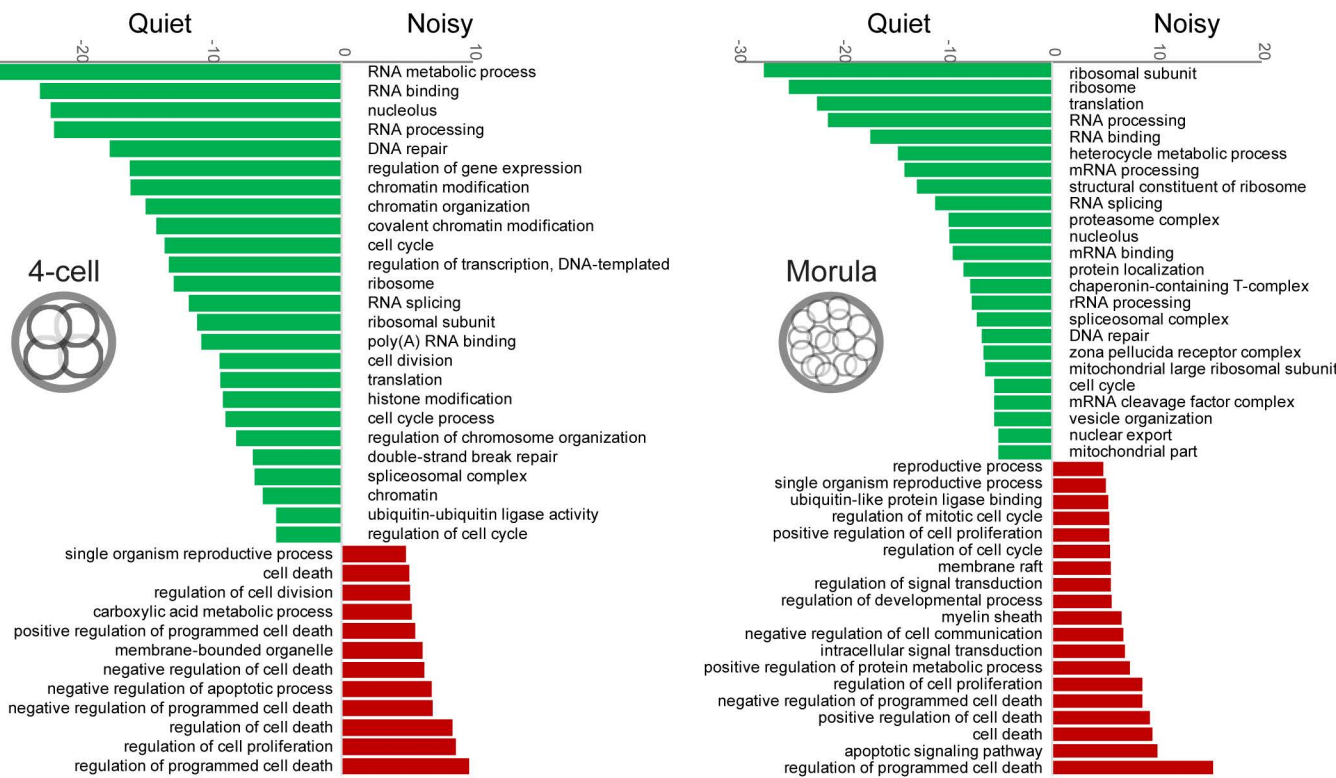 Quiet
Noisy
-20
-10
0
10
RNA metabolic process
RNA binding
nucleolus
RNA processing
DNA repair
regulation of gene expression
chromatin modification
chromatin organization
covalent chromatin modification
cell cycle
regulation of transcription, DNA-templated
ribosome
RNA splicing
ribosomal subunit
poly(A) RNA binding
cell division
translation
histone modification
cell cycle process
regulation of chromosome organization
double-strand break repair
spliceosomal complex
chromatin
ubiquitin-ubiquitin ligase activity
regulation of cell cycle
4-cell
single organism reproductive process
cell death
regulation of cell division
carboxylic acid metabolic process
positive regulation of programmed cell death
membrane-bounded organelle
negative regulation of cell death
negative regulation of apoptotic process
negative regulation of programmed cell death
regulation of cell death
regulation of cell proliferation
regulation of programmed cell death
Quiet
Noisy
-30
-20
-10
0
10
20
ribosomal subunit
ribosome
translation
RNA processing
RNA binding
heterocycle metabolic process
mRNA processing
structural constituent of ribosome
RNA splicing
proteasome complex
nucleolus
mRNA binding
protein localization
chaperonin-containing T-complex
rRNA processing
spliceosomal complex
DNA repair
zona pellucida receptor complex
mitochondrial large ribosomal subunit
cell cycle
mRNA cleavage factor complex
vesicle organization
nuclear export
mitochondrial part
Morula
reproductive process
single organism reproductive process
ubiquitin-like protein ligase binding
regulation of mitotic cell cycle
positive regulation of cell proliferation
regulation of cell cycle
membrane raft
regulation of signal transduction
regulation of developmental process
myelin sheath
negative regulation of cell communication
intracellular signal transduction
positive regulation of protein metabolic process
regulation of cell proliferation
negative regulation of programmed cell death
positive regulation of cell death
cell death
apoptotic signaling pathway
regulation of programmed cell death